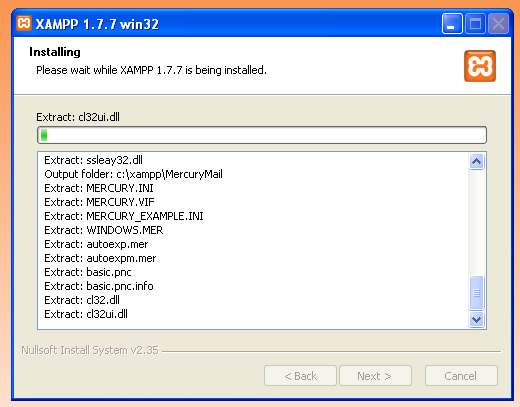 XAMPP 1.7.7 win32
Installing
Please wait while XAMPP 1.7.7 is being installed.
Extract: cl32ui.dll
Extract: ssleay32.dll
Output folder: c:\xampp\MercuryMail
Extract: MERCURY.INI
Extract: MERCURY.VIF
Extract: MERCURY_EXAMPLE.INI
Extract: WINDOWS.MER
Extract: autoexp.mer
Extract: autoexpm.mer
Extract: basic.pnc
Extract: basic.pnc.info
Extract: cl32.dll
Extract: cl32ui.dll
Nullsoft Install System v2.35
< Back
Next >
Cancel